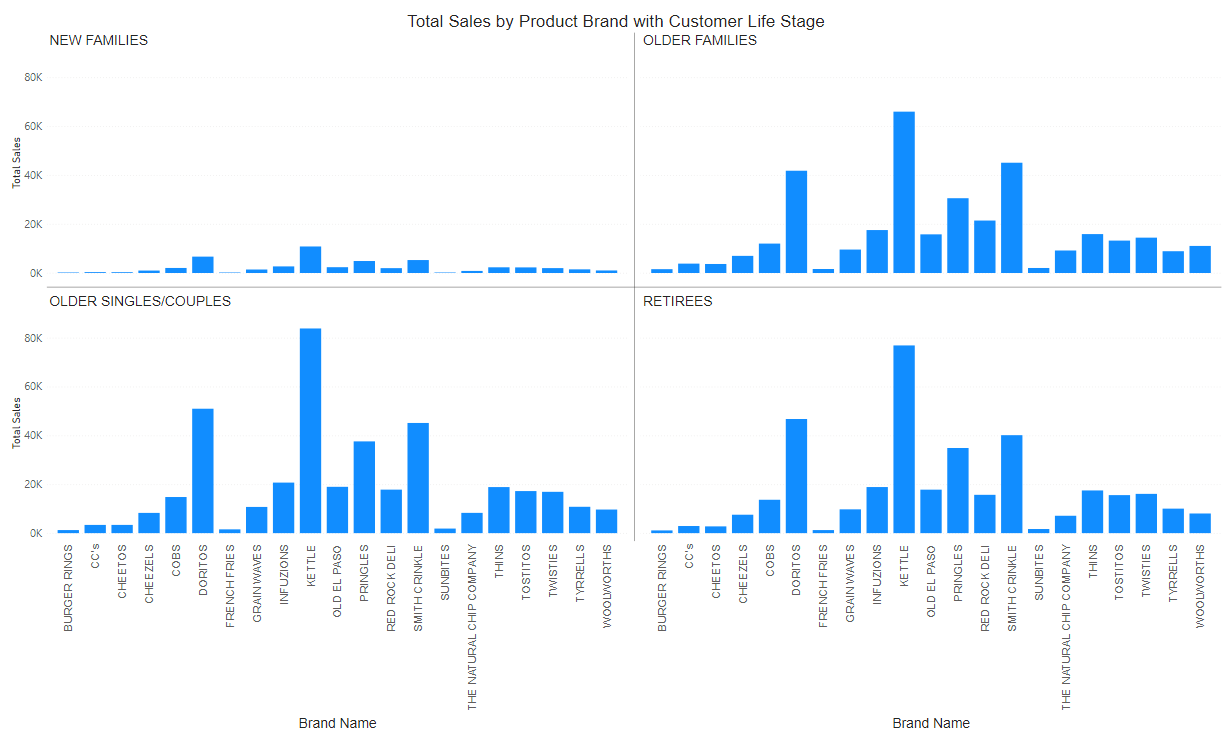 Total Sales by Product Brand with Customer Life Stage
NEW FAMILIES
OLDER FAMILIES
80K
60K
40K
20K
0K
Total Sales
OLDER SINGLES/COUPLES
RETIREES
80K
60K
40K
20K
0K
Total Sales
BURGER RINGS
CC's
CHEETOS
CHEEZELS
COBS
DORITOS
FRENCH FRIES
GRAIN WAVES
INFUZIONS
KETTLE
OLD EL PASO
PRINGLES
RED ROCK DELI
SMITH CRINKLE
SUNBITES
THE NATURAL CHIP COMPANY
THINS
TOSTITOS
TWISTIES
TYRRELLS
WOOLWORTHS
BURGER RINGS
CC's
CHEETOS
CHEEZELS
COBS
DORITOS
FRENCH FRIES
GRAIN WAVES
INFUZIONS
KETTLE
OLD EL PASO
PRINGLES
RED ROCK DELI
SMITH CRINKLE
SUNBITES
THE NATURAL CHIP COMPANY
THINS
TOSTITOS
TWISTIES
TYRRELLS
WOOLWORTHS
Brand Name
Brand Name